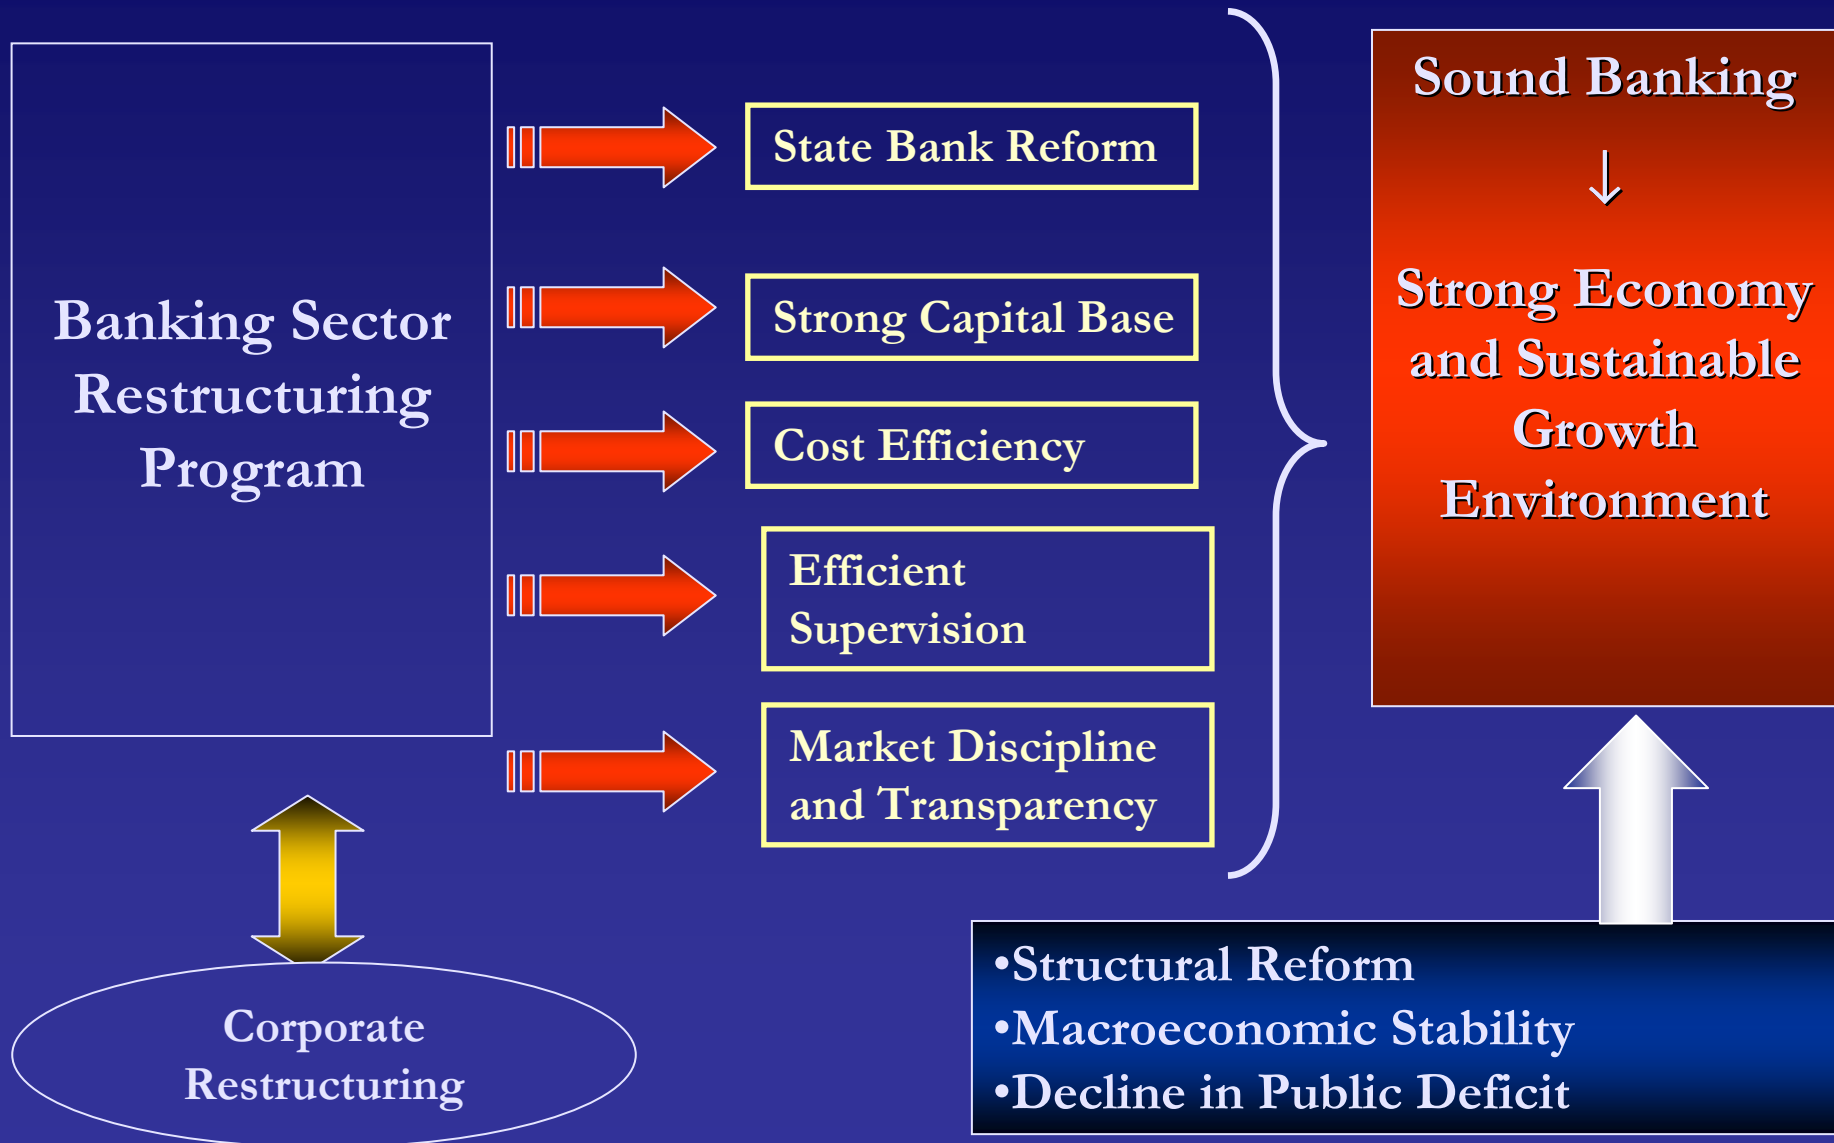 Banking Sector
Restructuring
Program
State Bank Reform
Strong Capital Base
Cost Efficiency
Efficient
Supervision
Market Discipline
and Transparency
Sound Banking
↓
Strong Economy
and Sustainable
Growth
Environment
Corporate
Restructuring
•Structural Reform
•Macroeconomic Stability
•Decline in Public Deficit